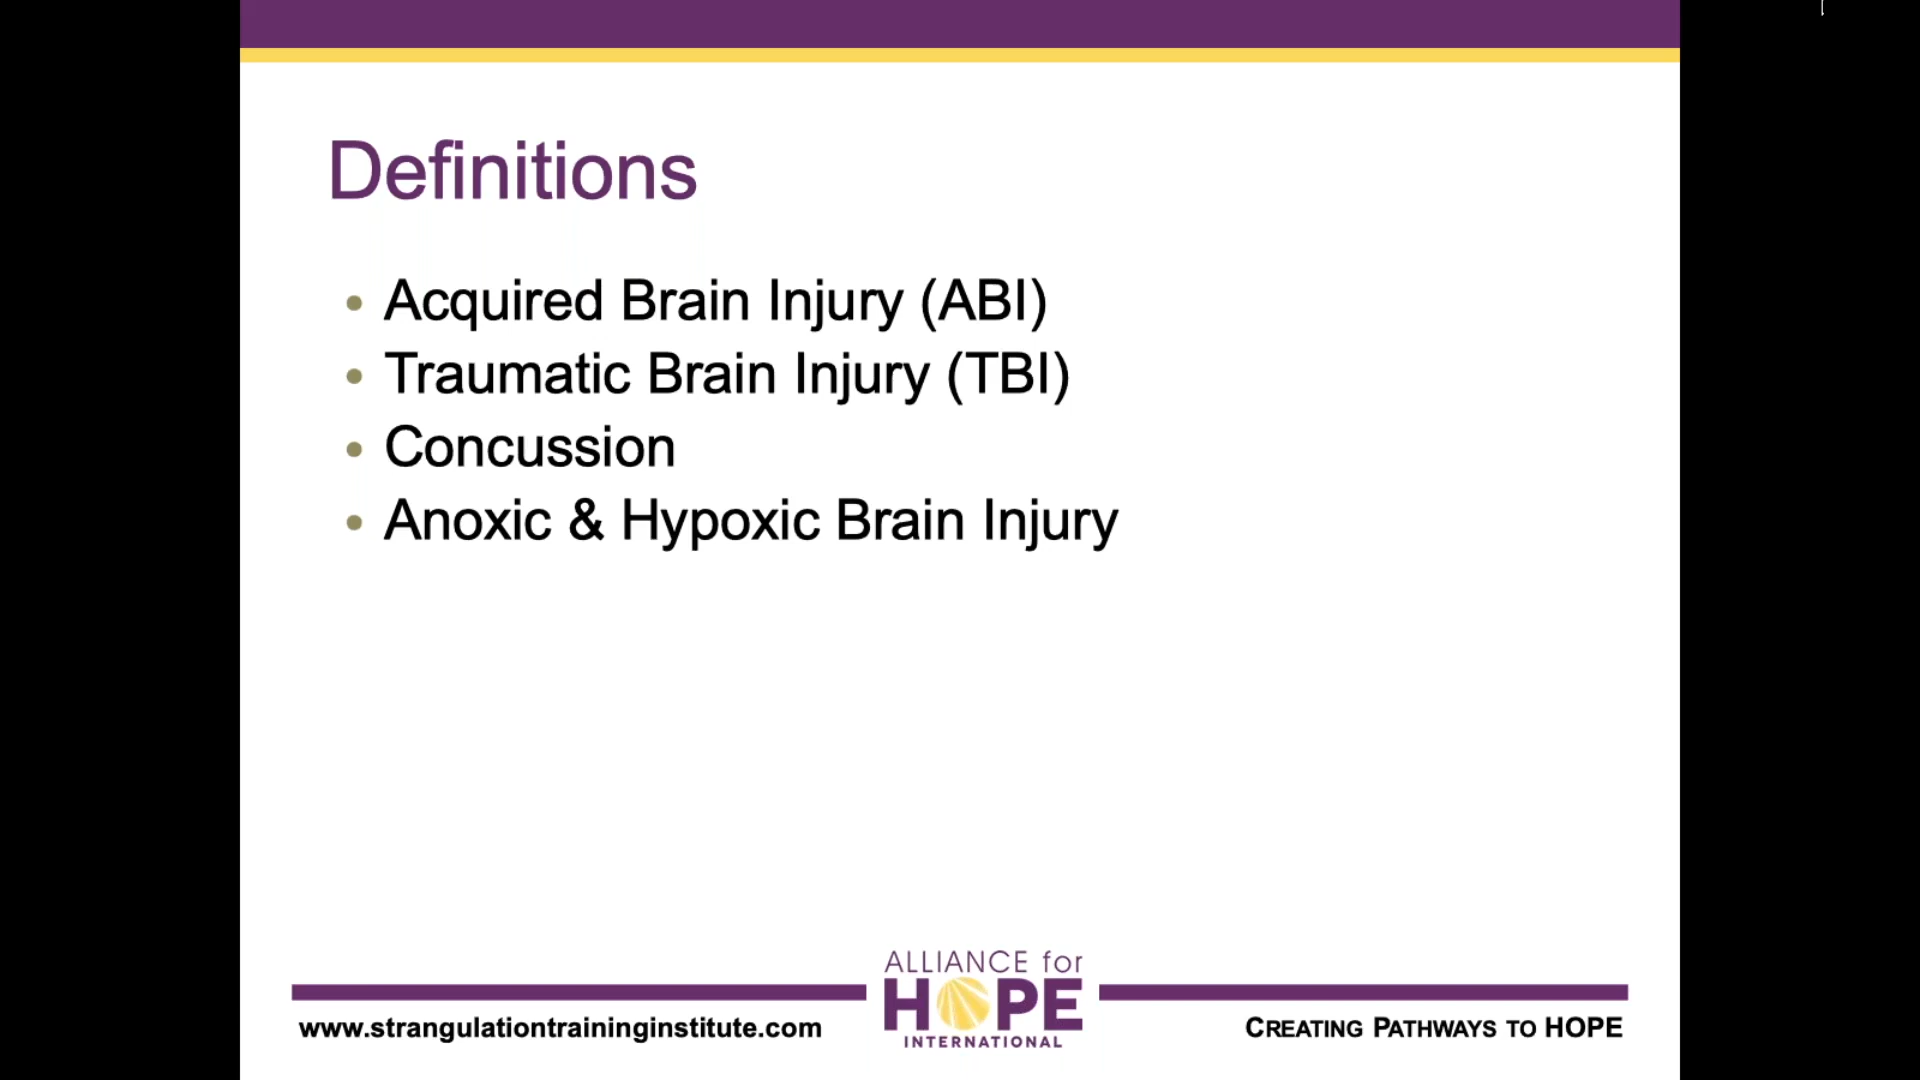 Definitions
Acquired Brain Injury (ABI)
Traumatic Brain Injury (TBI)
Concussion
Anoxic & Hypoxic Brain Injury
ALLIANCE for
HOPE
INTERNATIONAL
www.strangulationtraininginstitute.com
CREATING PATHWAYS TO HOPE